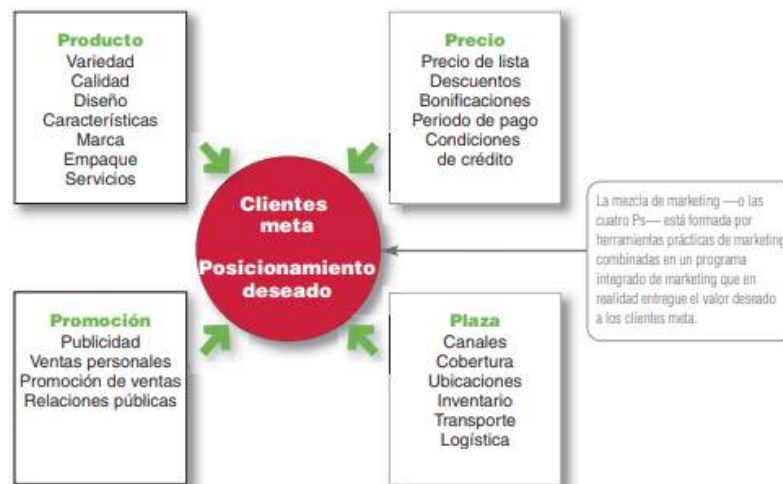 Producto
Variedad
Calidad
Diseño
Características
Marca
Empaque
Servicios
Precio
Precio de lista
Descuentos
Bonificaciones
Periodo de pago
Condiciones
de crédito
Clientes
meta
Posicionamiento
deseado
La mezcla de marketing —o las
cuatro Ps— está formada por
herramientas prácticas de marketing
combinadas en un programa
integrado de marketing que en
realidad entregue el valor deseado
a los clientes meta.
Promoción
Publicidad
Ventas personales
Promoción de ventas
Relaciones públicas
Plaza
Canales
Cobertura
Ubicaciones
Inventario
Transporte
Logística